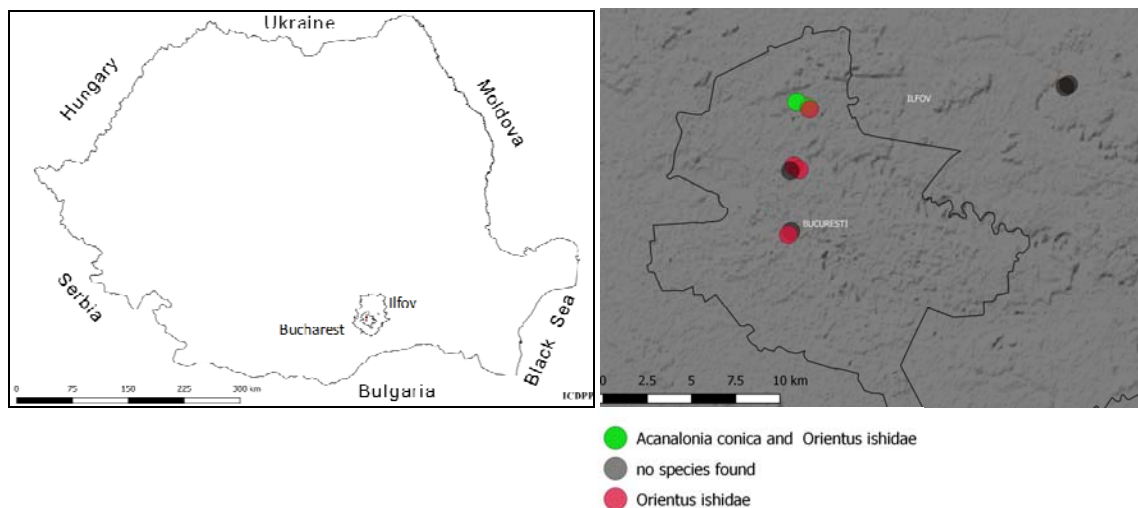 Ukraine
Hungary
Moldova
Serbia
Ilfov
Bucharest
Black Sea
Bulgaria
0 75 150 225 300 km
ICDPP
ILFOV
BUCURESTI
0 2.5 5 7.5 10 km
Acanalonia conica and Orientus ishidae
no species found
Orientus ishidae